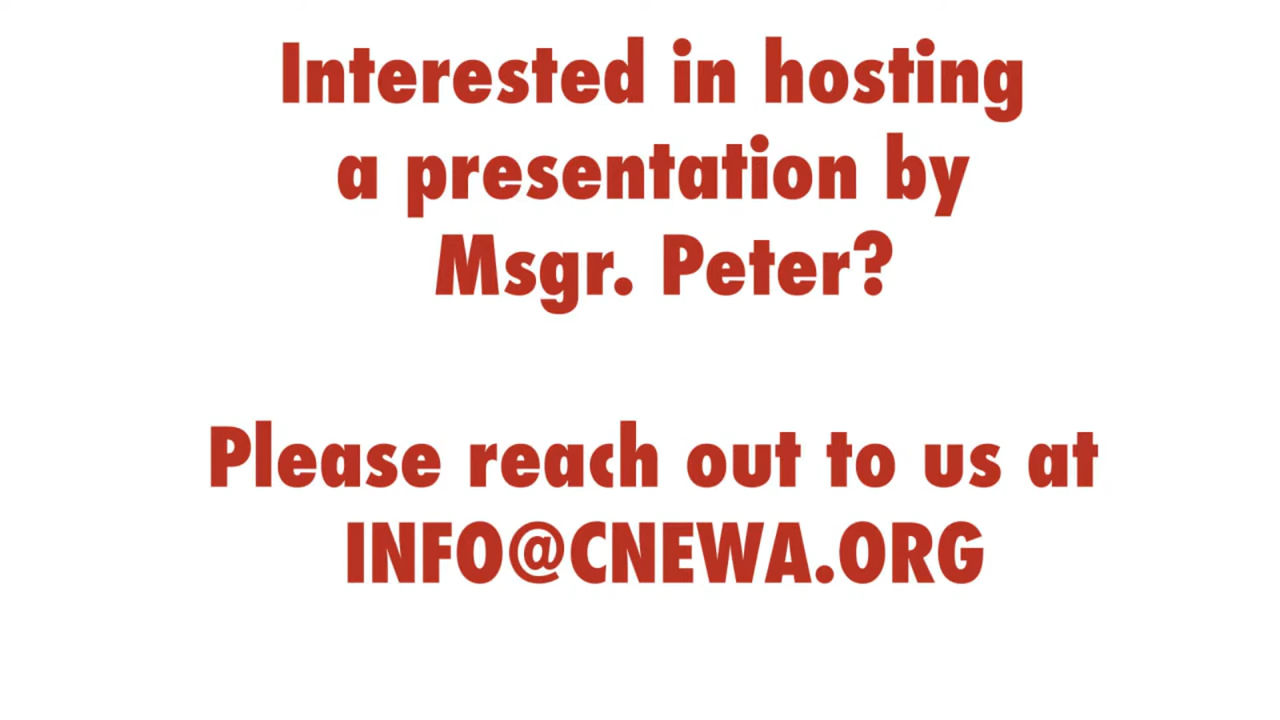 Interested in hosting
a presentation by
Msgr. Peter?
Please reach out to us at
INFO@CNEWA.ORG